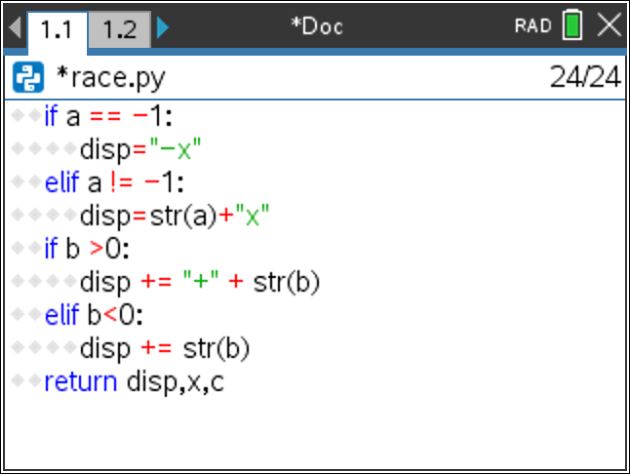 1.1 1.2 *Doc RAD
*race.py 24/24
if a == −1:
disp="−x"
elif a != −1:
disp=str(a)+"x"
if b >0:
disp += "+" + str(b)
elif b<0:
disp += str(b)
return disp,x,c